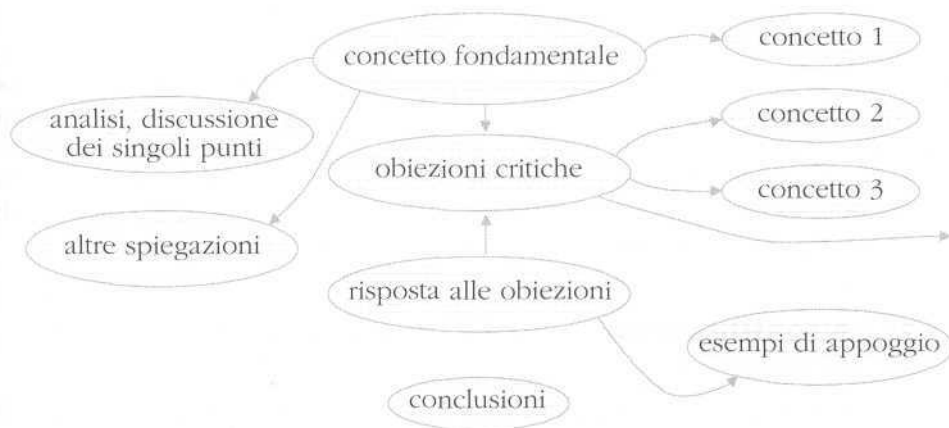 concetto fondamentale
concetto 1
analisi, discussione
dei singoli punti
concetto 2
obiezioni critiche
concetto 3
altre spiegazioni
risposta alle obiezioni
esempi di appoggio
conclusioni